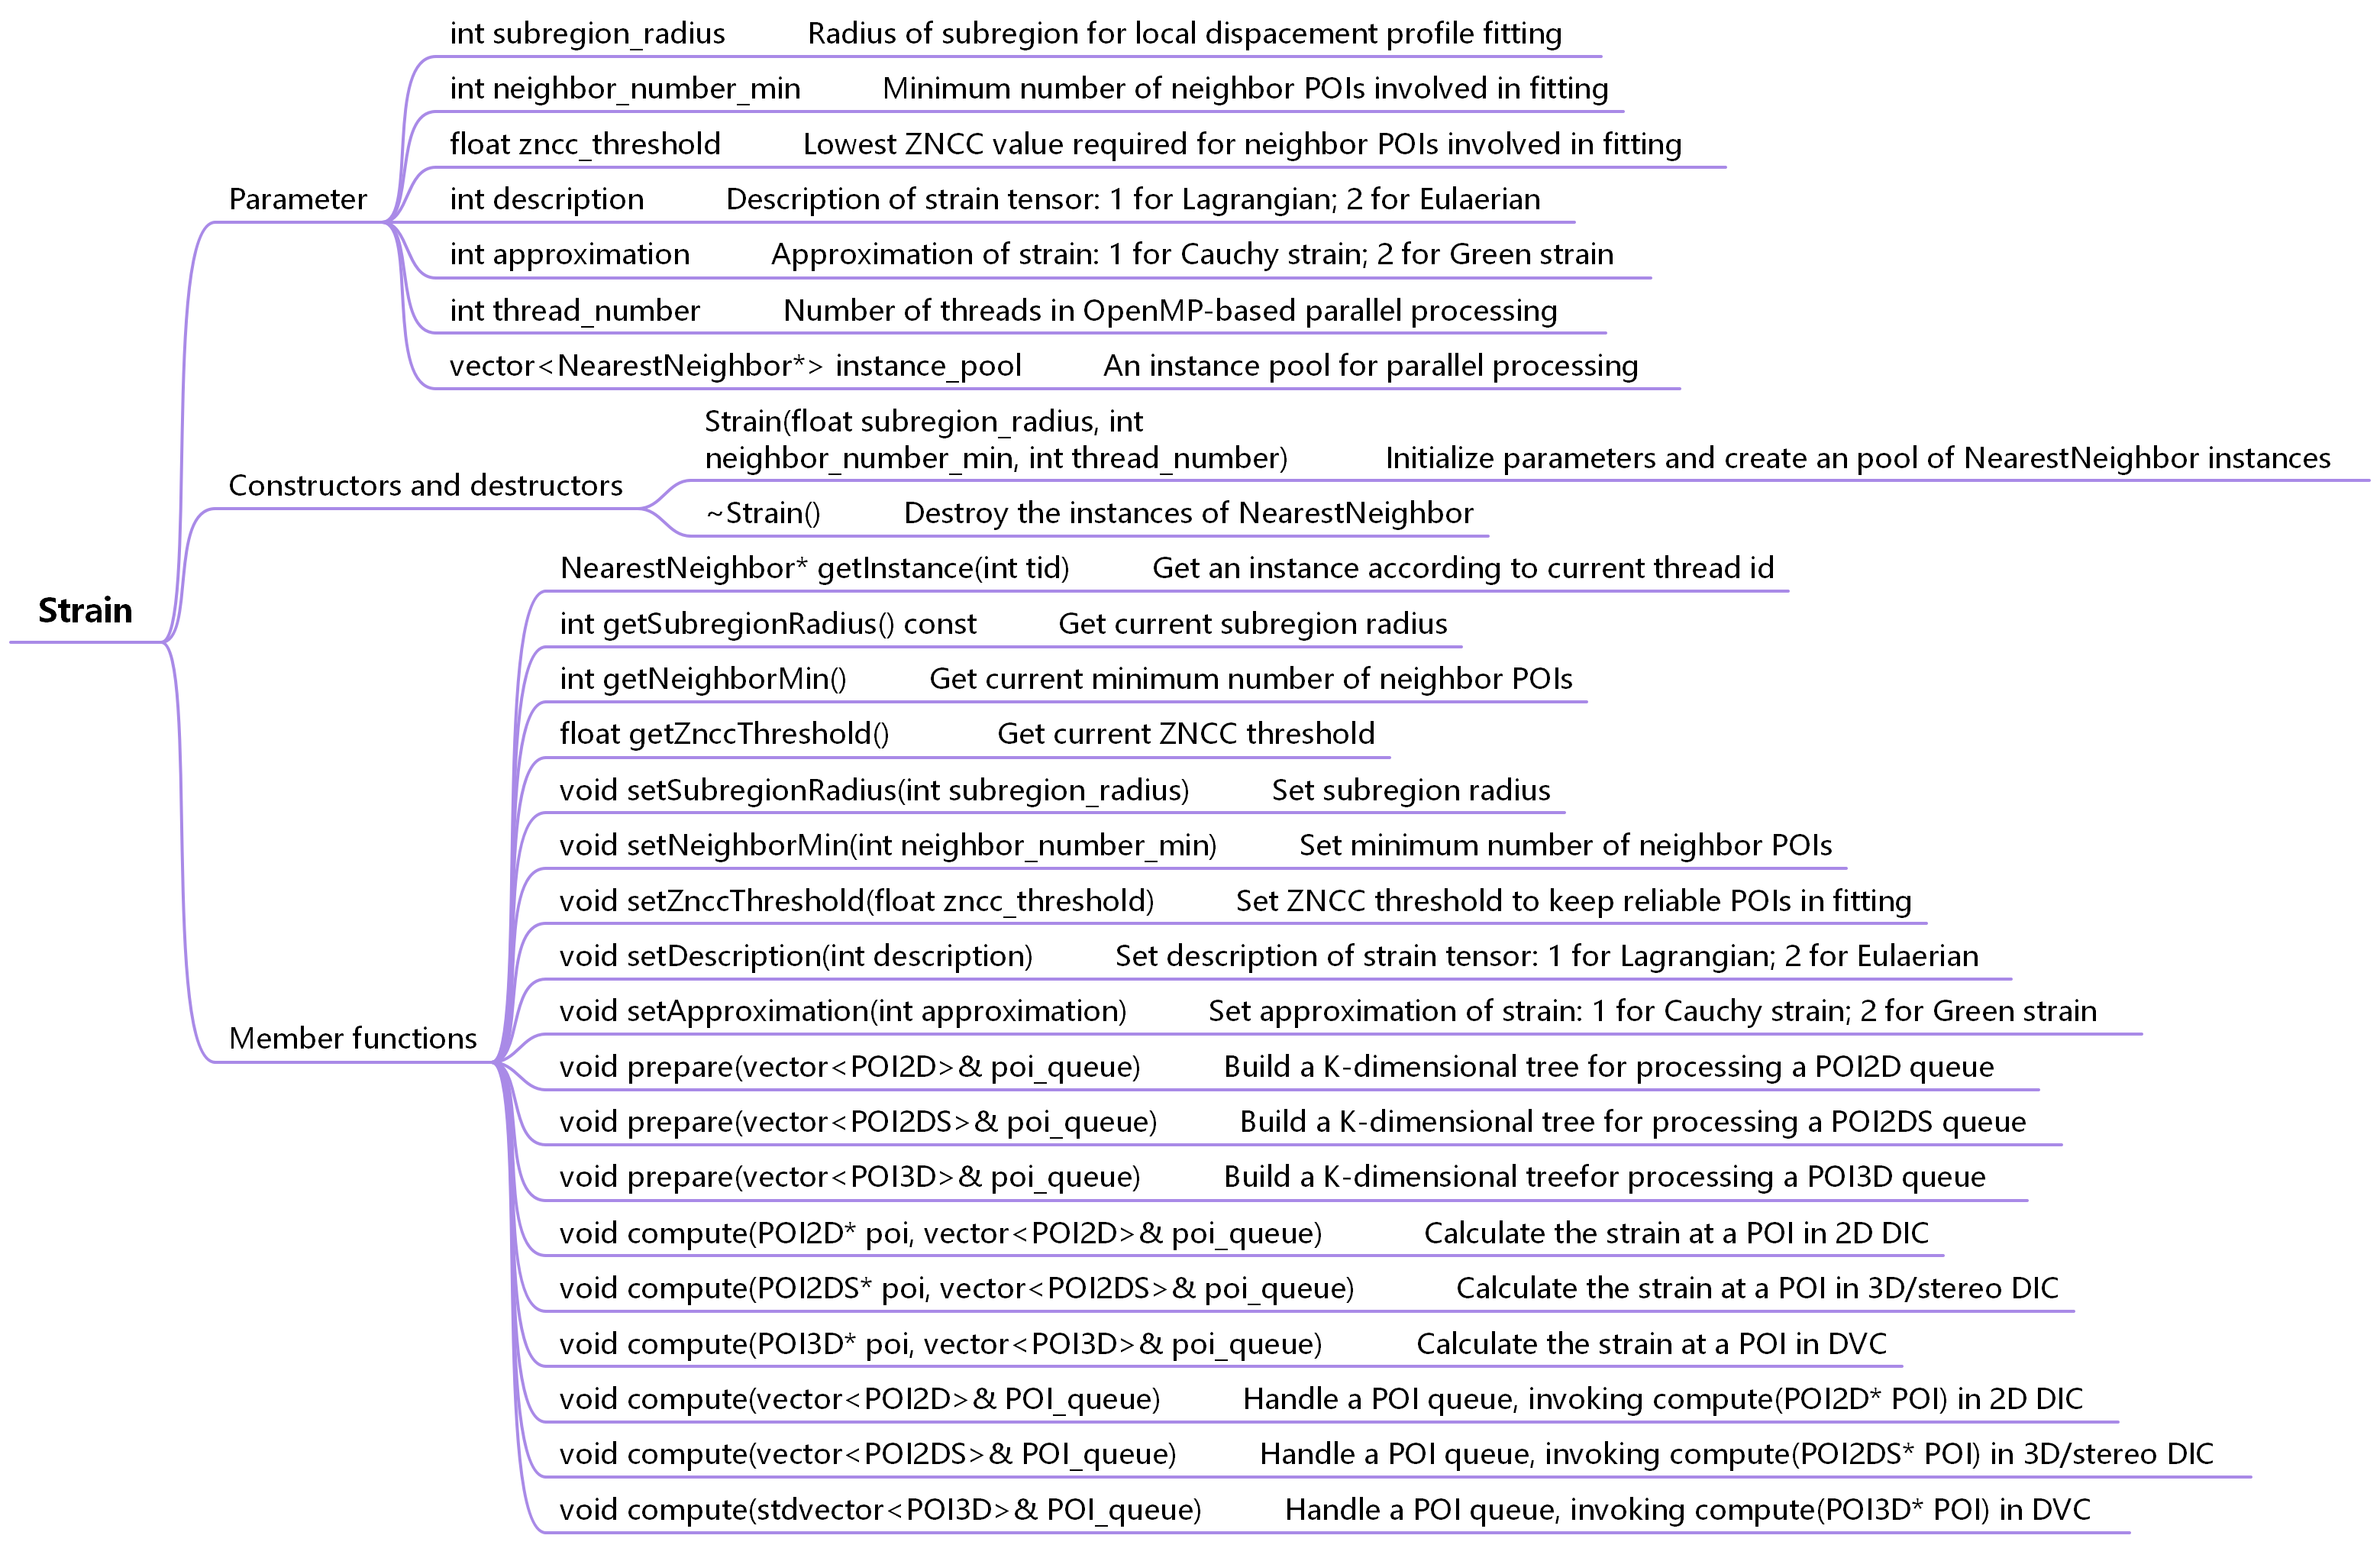 int subregion_radius Radius of subregion for local dispacement profile fitting
int neighbor_number_min Minimum number of neighbor POIs involved in fitting
float zncc_threshold Lowest ZNCC value required for neighbor POIs involved in fitting
Parameter
int description Description of strain tensor: 1 for Lagrangian; 2 for Eulaerian
int approximation Approximation of strain: 1 for Cauchy strain; 2 for Green strain
int thread_number Number of threads in OpenMP-based parallel processing
vector<NearestNeighbor*> instance_pool An instance pool for parallel processing
Strain(float subregion_radius, int
neighbor_number_min, int thread_number) Initialize parameters and create an pool of NearestNeighbor instances
Constructors and destructors
~Strain() Destroy the instances of NearestNeighbor
Strain
NearestNeighbor* getInstance(int tid) Get an instance according to current thread id
int getSubregionRadius() const Get current subregion radius
int getNeighborMin() Get current minimum number of neighbor POIs
float getZnccThreshold() Get current ZNCC threshold
void setSubregionRadius(int subregion_radius) Set subregion radius
void setNeighborMin(int neighbor_number_min) Set minimum number of neighbor POIs
void setZnccThreshold(float zncc_threshold) Set ZNCC threshold to keep reliable POIs in fitting
void setDescription(int description) Set description of strain tensor: 1 for Lagrangian; 2 for Eulaerian
void setApproximation(int approximation) Set approximation of strain: 1 for Cauchy strain; 2 for Green strain
Member functions
void prepare(vector<POI2D>& poi_queue) Build a K-dimensional tree for processing a POI2D queue
void prepare(vector<POI2DS>& poi_queue) Build a K-dimensional tree for processing a POI2DS queue
void prepare(vector<POI3D>& poi_queue) Build a K-dimensional treefor processing a POI3D queue
void compute(POI2D* poi, vector<POI2D>& poi_queue) Calculate the strain at a POI in 2D DIC
void compute(POI2DS* poi, vector<POI2DS>& poi_queue) Calculate the strain at a POI in 3D/stereo DIC
void compute(POI3D* poi, vector<POI3D>& poi_queue) Calculate the strain at a POI in DVC
void compute(vector<POI2D>& POI_queue) Handle a POI queue, invoking compute(POI2D* POI) in 2D DIC
void compute(vector<POI2DS>& POI_queue) Handle a POI queue, invoking compute(POI2DS* POI) in 3D/stereo DIC
void compute(stdvector<POI3D>& POI_queue) Handle a POI queue, invoking compute(POI3D* POI) in DVC